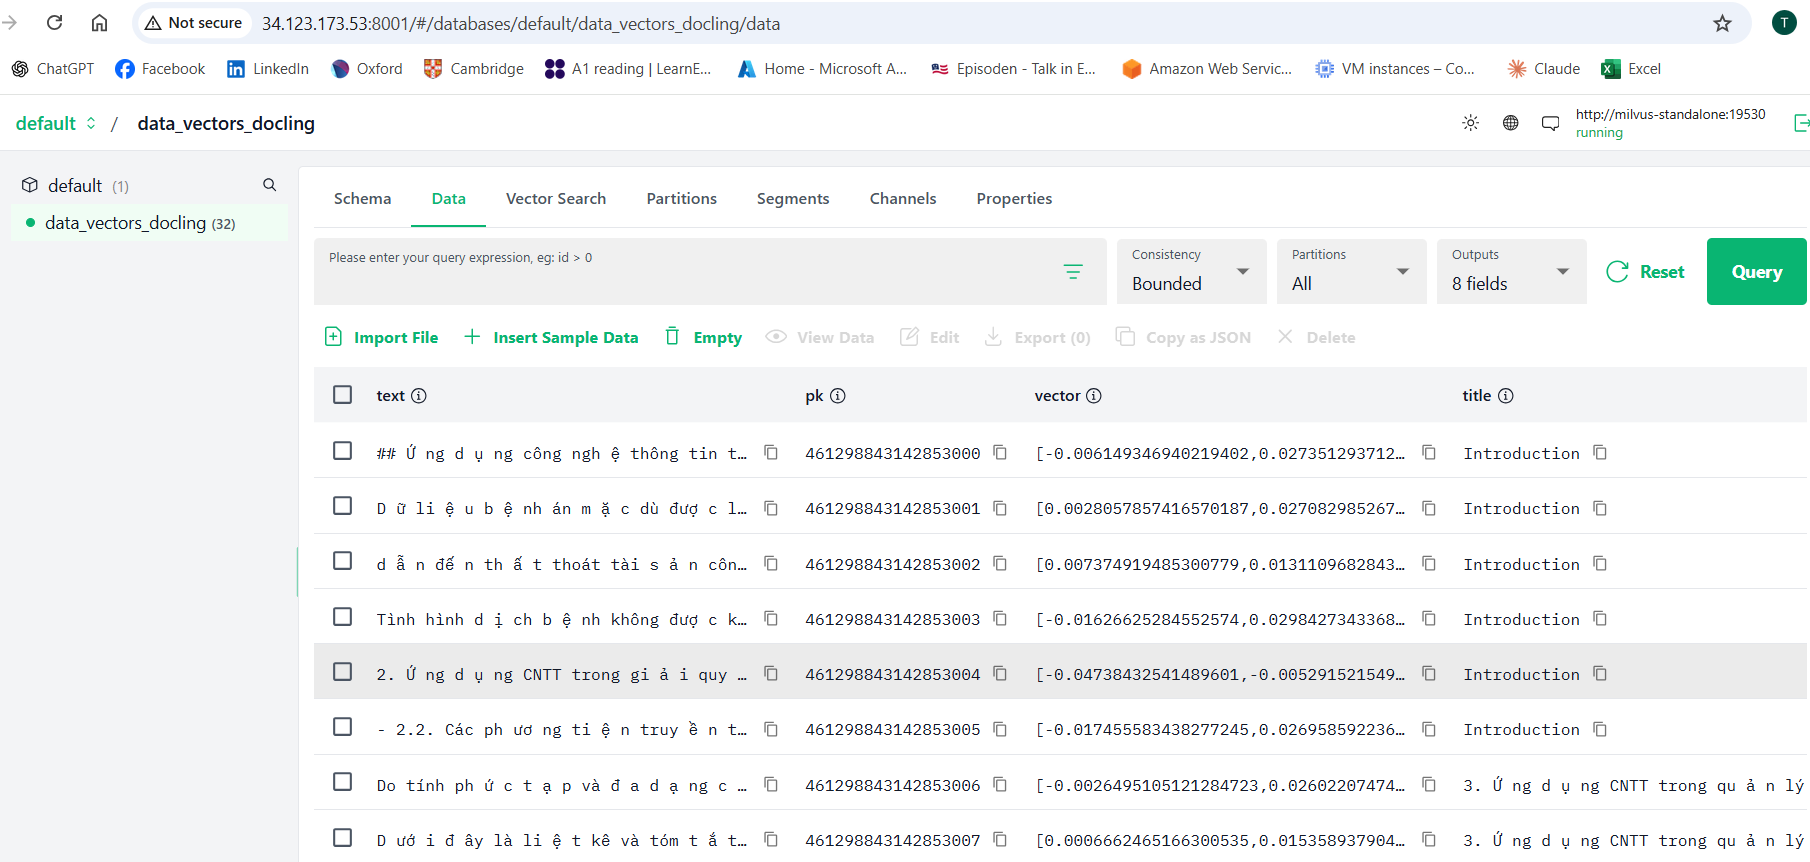 Not secure 34.123.173.53:8001/#/databases/default/data_vectors_docling/data T
ChatGPT Facebook LinkedIn Oxford Cambridge A1 reading | LearnE... Home - Microsoft A... Episoden - Talk in E... Amazon Web Servic... VM instances – Co... Claude Excel
default / data_vectors_docling http://milvus-standalone:19530
running
default (1)
data_vectors_docling (32)
Schema Data Vector Search Partitions Segments Channels Properties
Please enter your query expression, eg: id > 0
Consistency Partitions Outputs
Bounded All 8 fields Reset Query
Import File Insert Sample Data Empty View Data Edit Export (0) Copy as JSON Delete
text pk vector title
## Ứ ng d ụ ng công ngh ệ thông tin t... 461298843142853000 [-0.006149346940219402,0.027351293712... Introduction
D ữ li ệ u b ệ nh án m ặ c dù đượ c l... 461298843142853001 [0.0028057857416570187,0.027082985267... Introduction
d ẫ n đế n th ấ t thoát tài s ả n côn... 461298843142853002 [0.007374919485300779,0.0131109682843... Introduction
Tình hình d ị ch b ệ nh không đượ c k... 461298843142853003 [-0.01626625284552574,0.0298427343368... Introduction
2. Ứ ng d ụ ng CNTT trong gi ả i quy ... 461298843142853004 [-0.04738432541489601,-0.005291521549... Introduction
- 2.2. Các ph ươ ng ti ệ n truy ề n t... 461298843142853005 [-0.017455583438277245,0.026958592236... Introduction
Do tính ph ứ c t ạ p và đ a d ạ ng c ... 461298843142853006 [-0.0026495105121284723,0.02602207474... 3. Ứ ng d ụ ng CNTT trong qu ả n lý
D ướ i đ ây là li ệ t kê và tóm t ắ t... 461298843142853007 [0.0006662465166300535,0.015358937904... 3. Ứ ng d ụ ng CNTT trong qu ả n lý